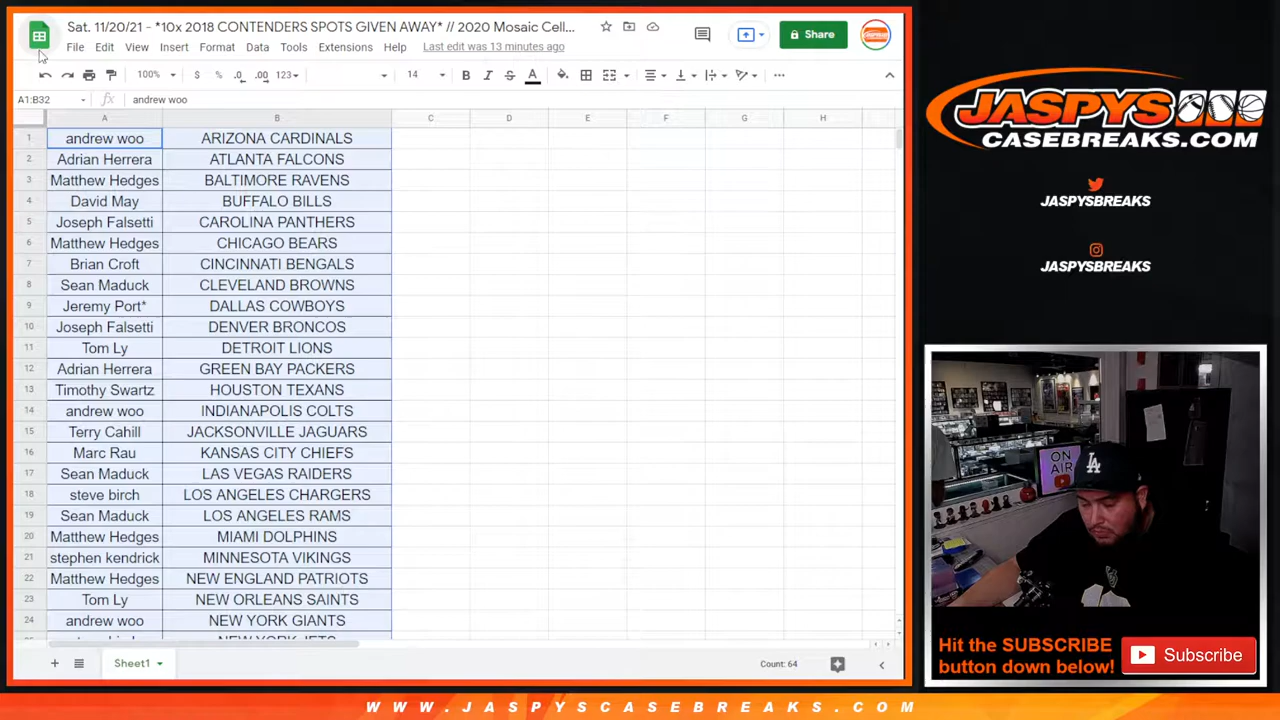 Sat. 11/20/21 - *10x 2018 CONTENDERS SPOTS GIVEN AWAY* // 2020 Mosaic Cell...
File Edit View Insert Format Data Tools Extensions Help Last edit was 13 minutes ago
Share
100% $ % .0 .00 123 14 B I S A
A1:B32 fx andrew woo
A B C D E F G H
1 andrew woo ARIZONA CARDINALS
2 Adrian Herrera ATLANTA FALCONS
3 Matthew Hedges BALTIMORE RAVENS
4 David May BUFFALO BILLS
5 Joseph Falsetti CAROLINA PANTHERS
6 Matthew Hedges CHICAGO BEARS
7 Brian Croft CINCINNATI BENGALS
8 Sean Maduck CLEVELAND BROWNS
9 Jeremy Port* DALLAS COWBOYS
10 Joseph Falsetti DENVER BRONCOS
11 Tom Ly DETROIT LIONS
12 Adrian Herrera GREEN BAY PACKERS
13 Timothy Swartz HOUSTON TEXANS
14 andrew woo INDIANAPOLIS COLTS
15 Terry Cahill JACKSONVILLE JAGUARS
16 Marc Rau KANSAS CITY CHIEFS
17 Sean Maduck LAS VEGAS RAIDERS
18 steve birch LOS ANGELES CHARGERS
19 Sean Maduck LOS ANGELES RAMS
20 Matthew Hedges MIAMI DOLPHINS
21 stephen kendrick MINNESOTA VIKINGS
22 Matthew Hedges NEW ENGLAND PATRIOTS
23 Tom Ly NEW ORLEANS SAINTS
24 andrew woo NEW YORK GIANTS
NEW YORK JETS
Sheet1
Count: 64
JASPYS
CASEBREAKS.COM
JASPYSBREAKS
JASPYSBREAKS
ON
AIR
LA
Hit the SUBSCRIBE
button down below!
Subscribe
WWW.JASPYSCASEBREAKS.COM